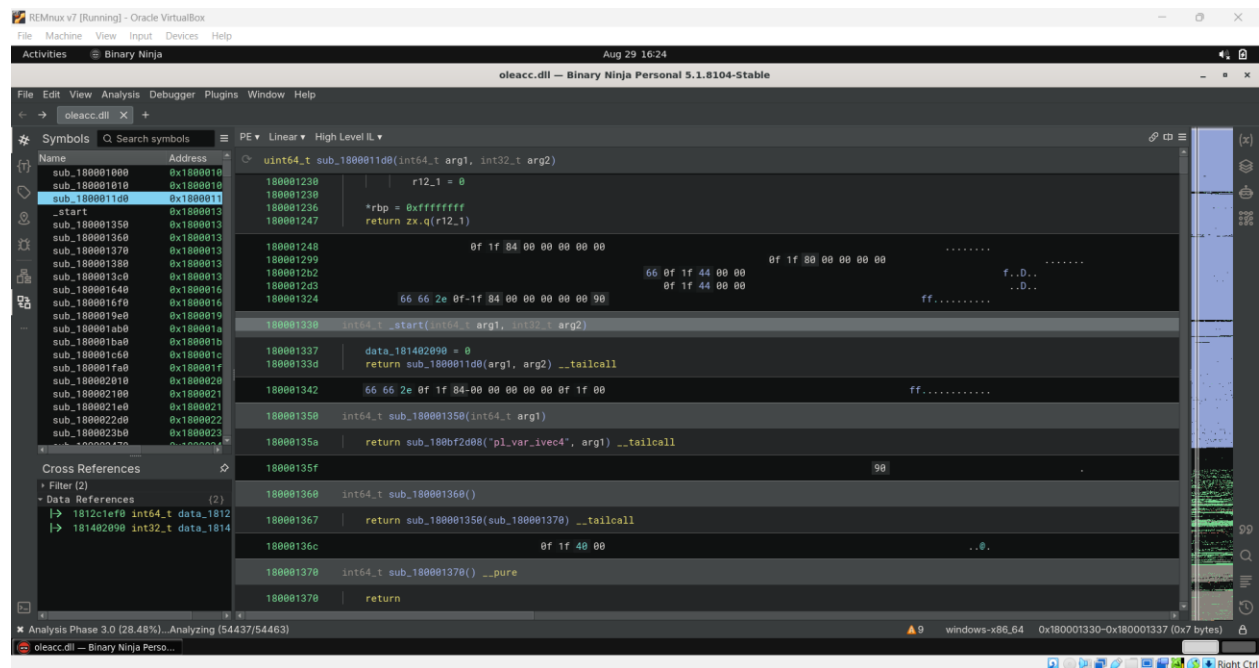 REMnux v7 [Running] - Oracle VirtualBox
File Machine View Input Devices Help
Activities Binary Ninja Aug 29 16:24
oleacc.dll — Binary Ninja Personal 5.1.8104-Stable
File Edit View Analysis Debugger Plugins Window Help
oleacc.dll X +
Symbols Search symbols PE ▾ Linear ▾ High Level IL ▾
Name Address
uint64_t sub_1800011d0(int64_t arg1, int32_t arg2)
sub_180001000 0x1800010
sub_180001010 0x1800010
sub_1800011d0 0x1800011
_start 0x1800013
sub_180001350 0x1800013
sub_180001360 0x1800013
sub_180001370 0x1800013
sub_180001380 0x1800013
sub_1800013c0 0x1800013
sub_180001640 0x1800016
sub_1800016f0 0x1800016
sub_1800019e0 0x1800019
sub_180001ab0 0x180001a
sub_180001ba0 0x180001b
sub_180001c60 0x180001c
sub_180001fa0 0x180001f
sub_180002010 0x1800020
sub_180002100 0x1800021
sub_1800021e0 0x1800021
sub_1800022d0 0x1800022
sub_1800023b0 0x1800023
180001230 r12_1 = 0
180001230
180001236 *rbp = 0xffffffff
180001247 return zx.q(r12_1)
180001248 0f 1f 84 00 00 00 00 00 ........
180001299 0f 1f 80 00 00 00 00 .......
1800012b2 66 0f 1f 44 00 00 f..D..
1800012d3 0f 1f 44 00 00 ..D..
180001324 66 66 2e 0f-1f 84 00 00 00 00 00 90 ff..........
180001330 int64_t _start(int64_t arg1, int32_t arg2)
180001337 data_181402090 = 0
18000133d return sub_1800011d0(arg1, arg2) __tailcall
180001342 66 66 2e 0f 1f 84-00 00 00 00 00 0f 1f 00 ff............
180001350 int64_t sub_180001350(int64_t arg1)
18000135a return sub_180bf2d08("pl_var_ivec4", arg1) __tailcall
18000135f 90 .
180001360 int64_t sub_180001360()
180001367 return sub_180001350(sub_180001370) __tailcall
18000136c 0f 1f 40 00 ..@.
180001370 int64_t sub_180001370() __pure
180001370 return
Cross References
Filter (2)
Data References {2}
1812c1ef0 int64_t data_1812
181402090 int32_t data_1814
Analysis Phase 3.0 (28.48%)...Analyzing (54437/54463) 9 windows-x86_64 0x180001330-0x180001337 (0x7 bytes)
oleacc.dll — Binary Ninja Perso...
Right Ctrl